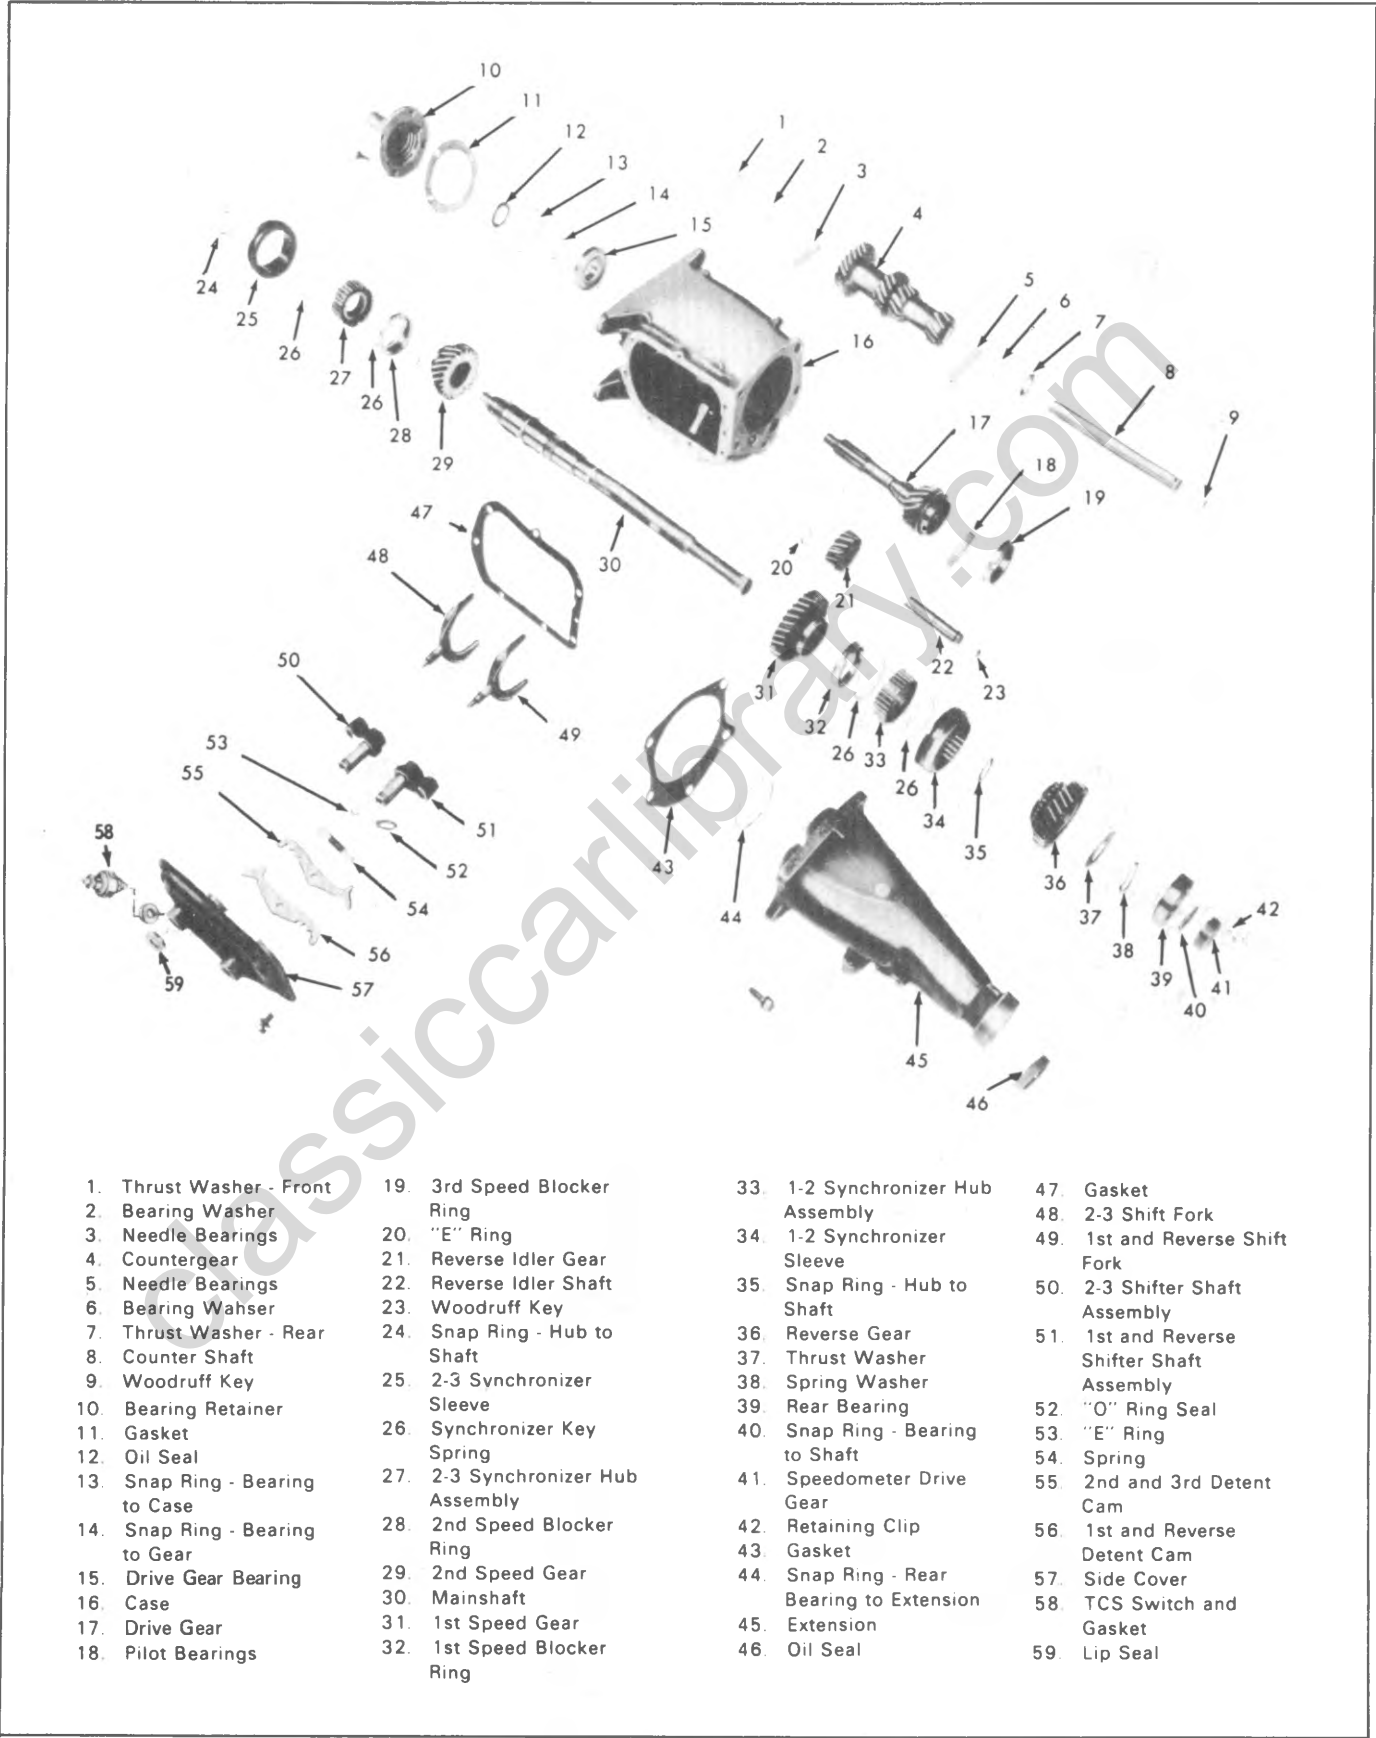 10
11
1
12
2
13
3
14
4
15
5
6
24
7
25
16
26
8
27
26
17
9
28
18
29
19
47
30
20
48
21
22
50
31
23
32
49
26
33
53
26
55
34
51
58
35
52
43
36
54
44
37
42
56
38
59
57
39
41
40
45
46
classiccarlibrary.com
1. Thrust Washer - Front
2. Bearing Washer
3. Needle Bearings
4. Countergear
5. Needle Bearings
6. Bearing Wahser
7. Thrust Washer - Rear
8. Counter Shaft
9. Woodruff Key
10. Bearing Retainer
11. Gasket
12. Oil Seal
13. Snap Ring - Bearing
to Case
14. Snap Ring - Bearing
to Gear
15. Drive Gear Bearing
16. Case
17. Drive Gear
18. Pilot Bearings
19. 3rd Speed Blocker
Ring
20. "E" Ring
21. Reverse Idler Gear
22. Reverse Idler Shaft
23. Woodruff Key
24. Snap Ring - Hub to
Shaft
25. 2-3 Synchronizer
Sleeve
26. Synchronizer Key
Spring
27. 2-3 Synchronizer Hub
Assembly
28. 2nd Speed Blocker
Ring
29. 2nd Speed Gear
30. Mainshaft
31. 1st Speed Gear
32. 1st Speed Blocker
Ring
33. 1-2 Synchronizer Hub
Assembly
34. 1-2 Synchronizer
Sleeve
35. Snap Ring - Hub to
Shaft
36. Reverse Gear
37. Thrust Washer
38. Spring Washer
39. Rear Bearing
40. Snap Ring - Bearing
to Shaft
41. Speedometer Drive
Gear
42. Retaining Clip
43. Gasket
44. Snap Ring - Rear
Bearing to Extension
45. Extension
46. Oil Seal
47. Gasket
48. 2-3 Shift Fork
49. 1st and Reverse Shift
Fork
50. 2-3 Shifter Shaft
Assembly
51. 1st and Reverse
Shifter Shaft
Assembly
52. "O" Ring Seal
53. "E" Ring
54. Spring
55. 2nd and 3rd Detent
Cam
56. 1st and Reverse
Detent Cam
57. Side Cover
58. TCS Switch and
Gasket
59. Lip Seal